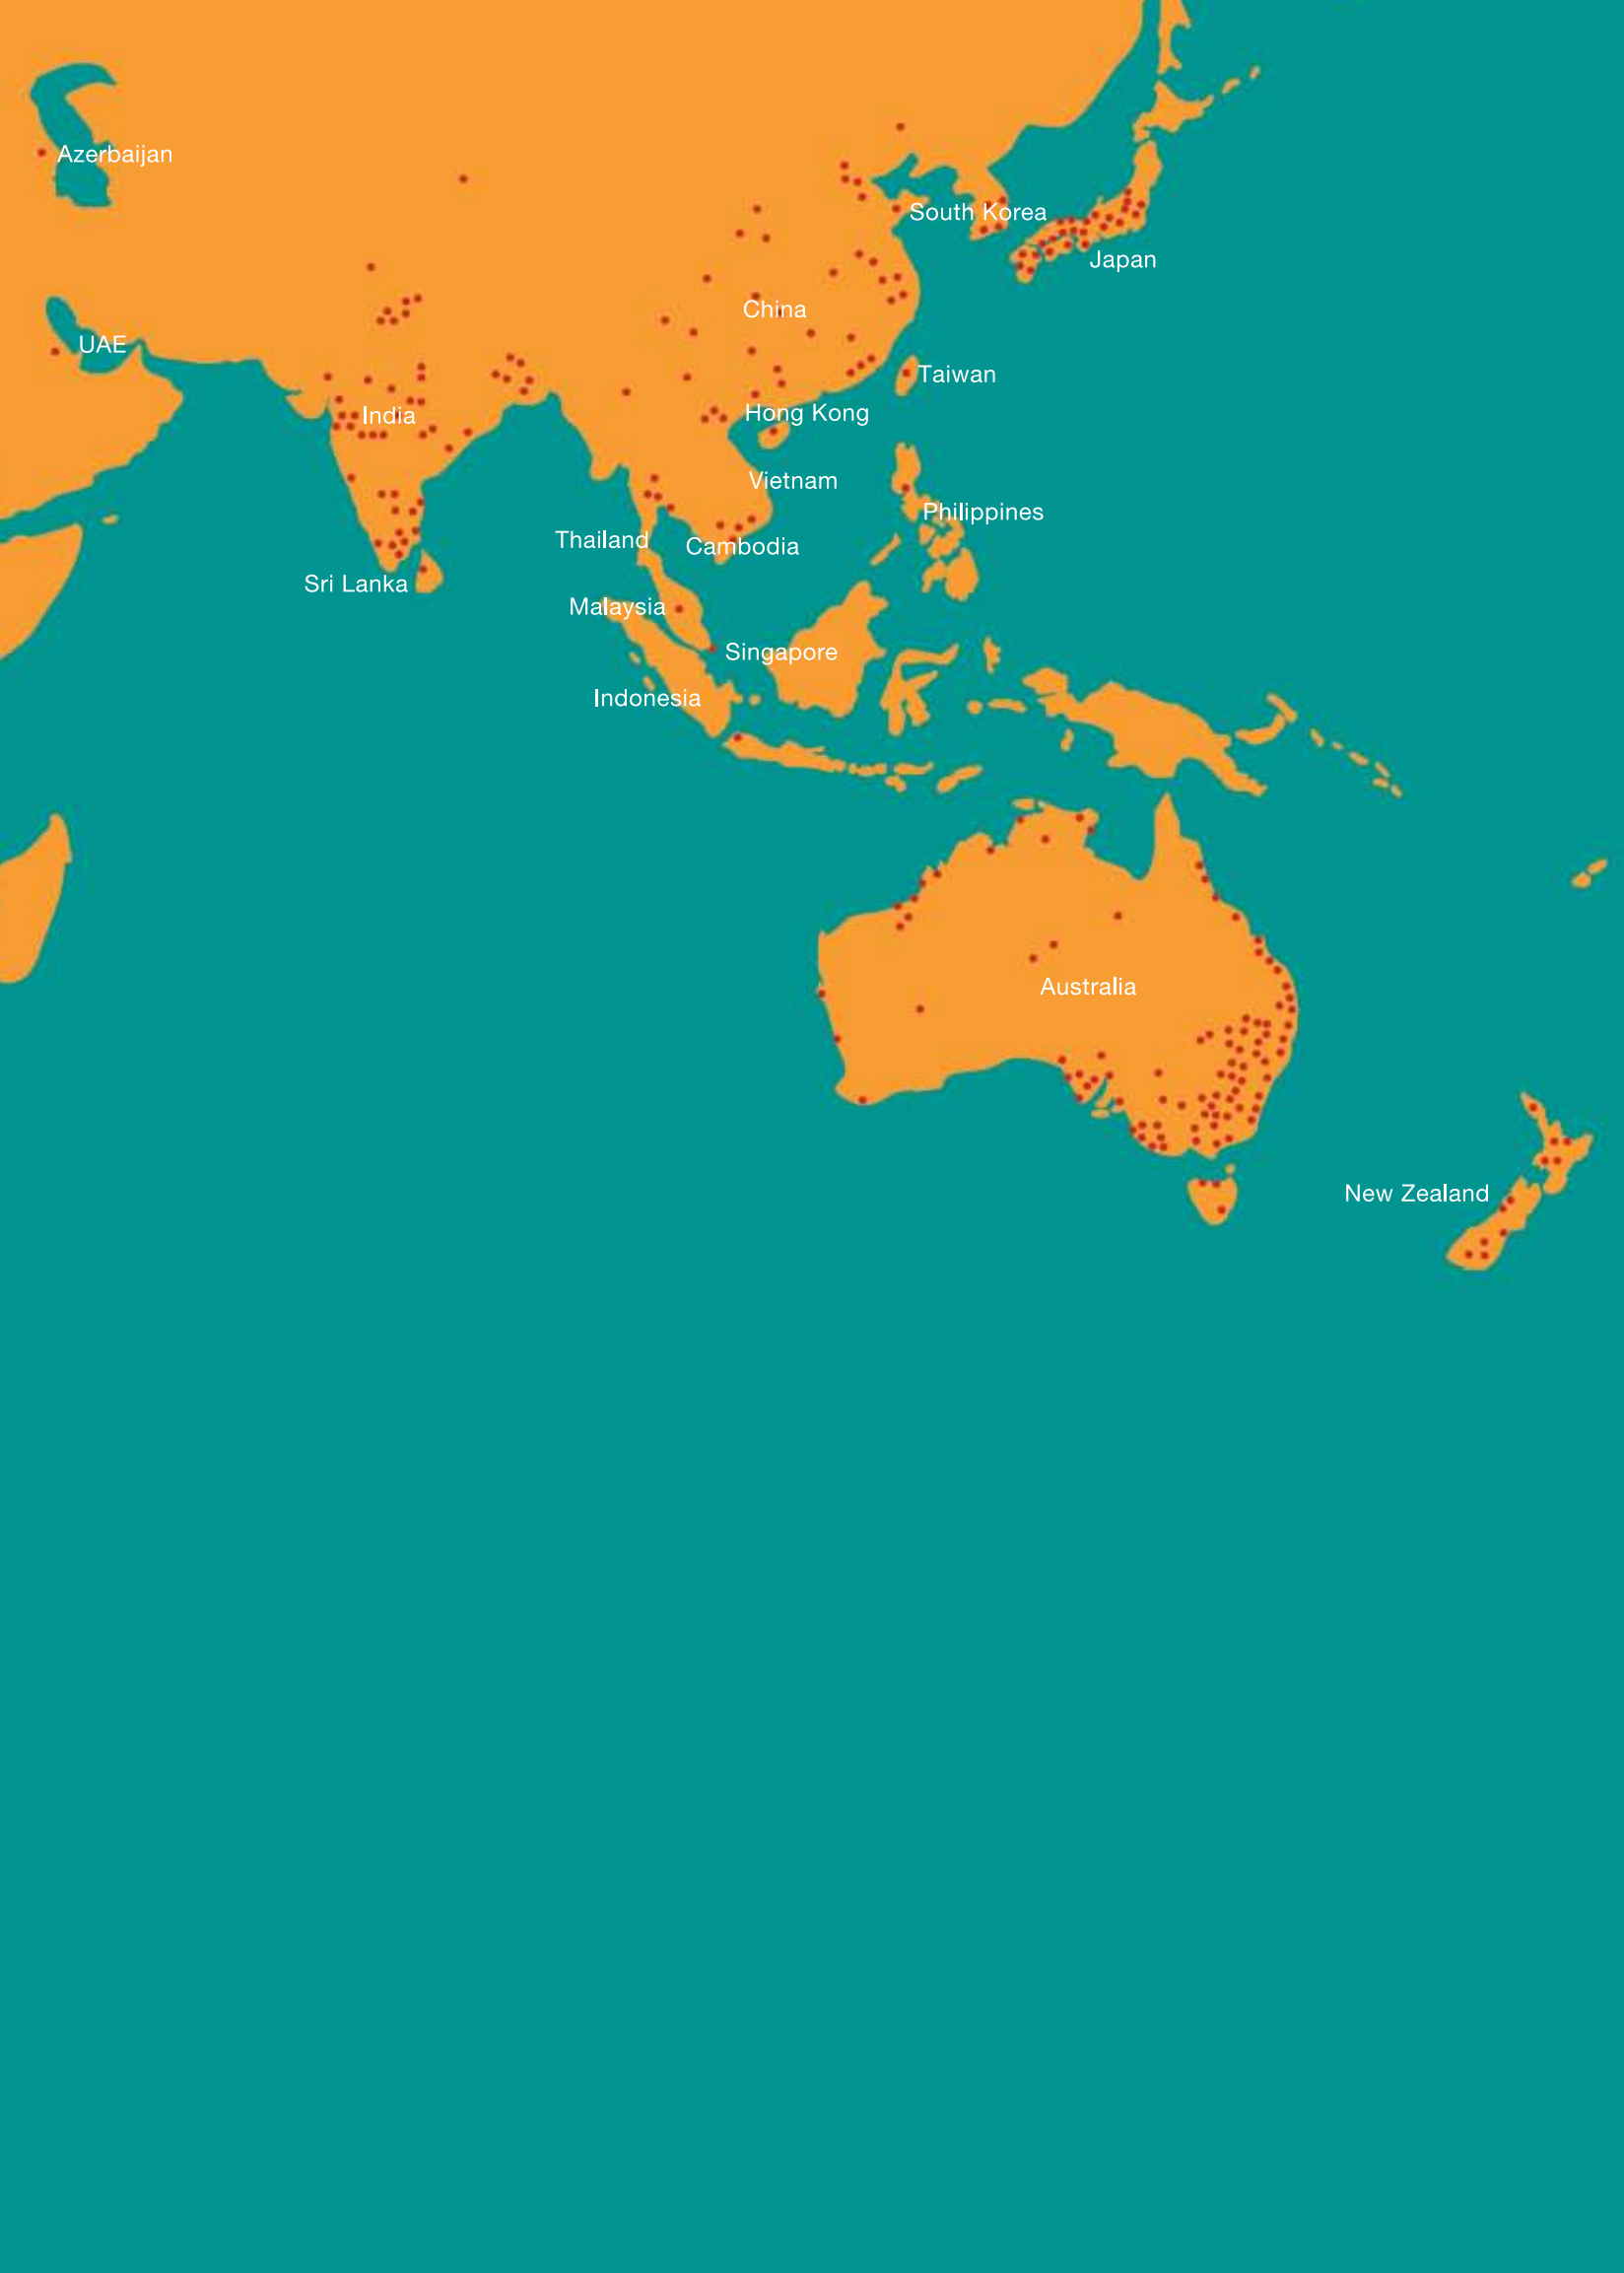 Azerbaijan
South Korea
Japan
China
UAE
Taiwan
Hong Kong
India
Vietnam
Philippines
Thailand
Cambodia
Sri Lanka
Malaysia
Singapore
Indonesia
Australia
New Zealand